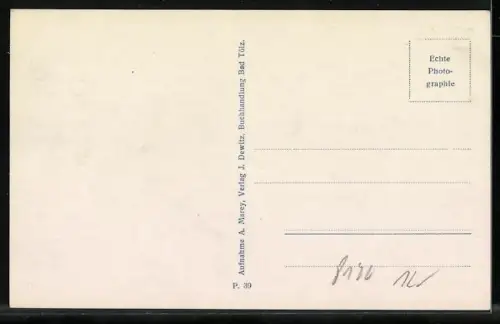 Echte
Photo-
graphie
Aufnahme A. Marey, Verlag J. Dewitz, Buchhandlung Bad Tölz.
P. 39